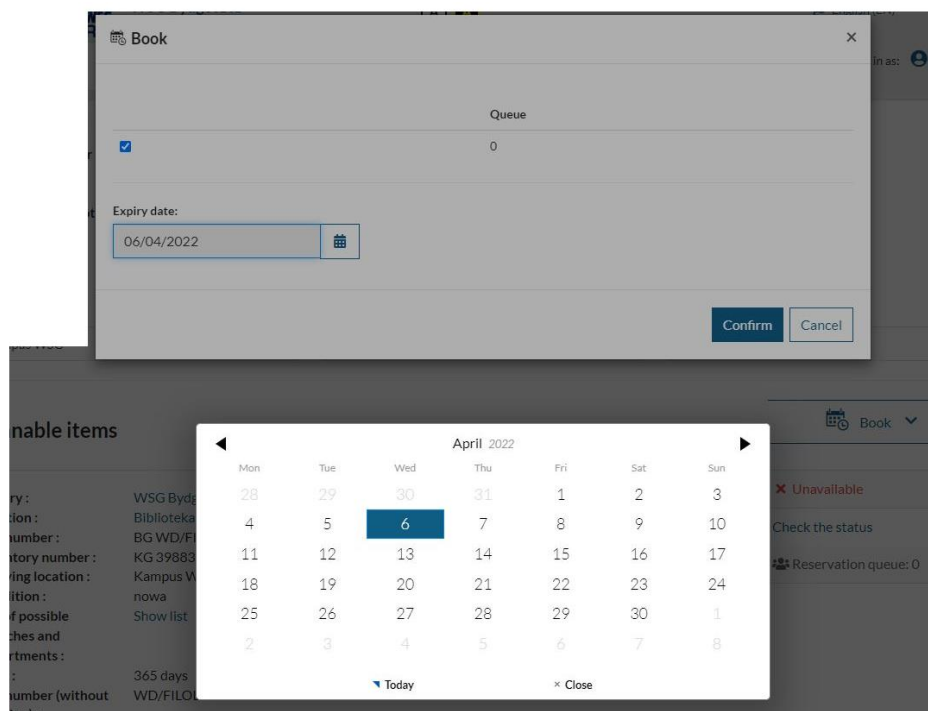 English (EN)
Book ×
in as:
Queue
0
Expiry date:
06/04/2022
Confirm Cancel
nable items
Book
April 2022
Mon Tue Wed Thu Fri Sat Sun
28 29 30 31 1 2 3
4 5 6 7 8 9 10
11 12 13 14 15 16 17
18 19 20 21 22 23 24
25 26 27 28 29 30 1
2 3 4 5 6 7 8
Today × Close
ry : WSG Bydg
tion : Biblioteka
number : BG WD/FI
ntory number : KG 39883
ving location : Kampus W
dition : nowa
of possible Show list
ches and
rtments :
: 365 days
number (without WD/FILOL
Unavailable
Check the status
Reservation queue: 0